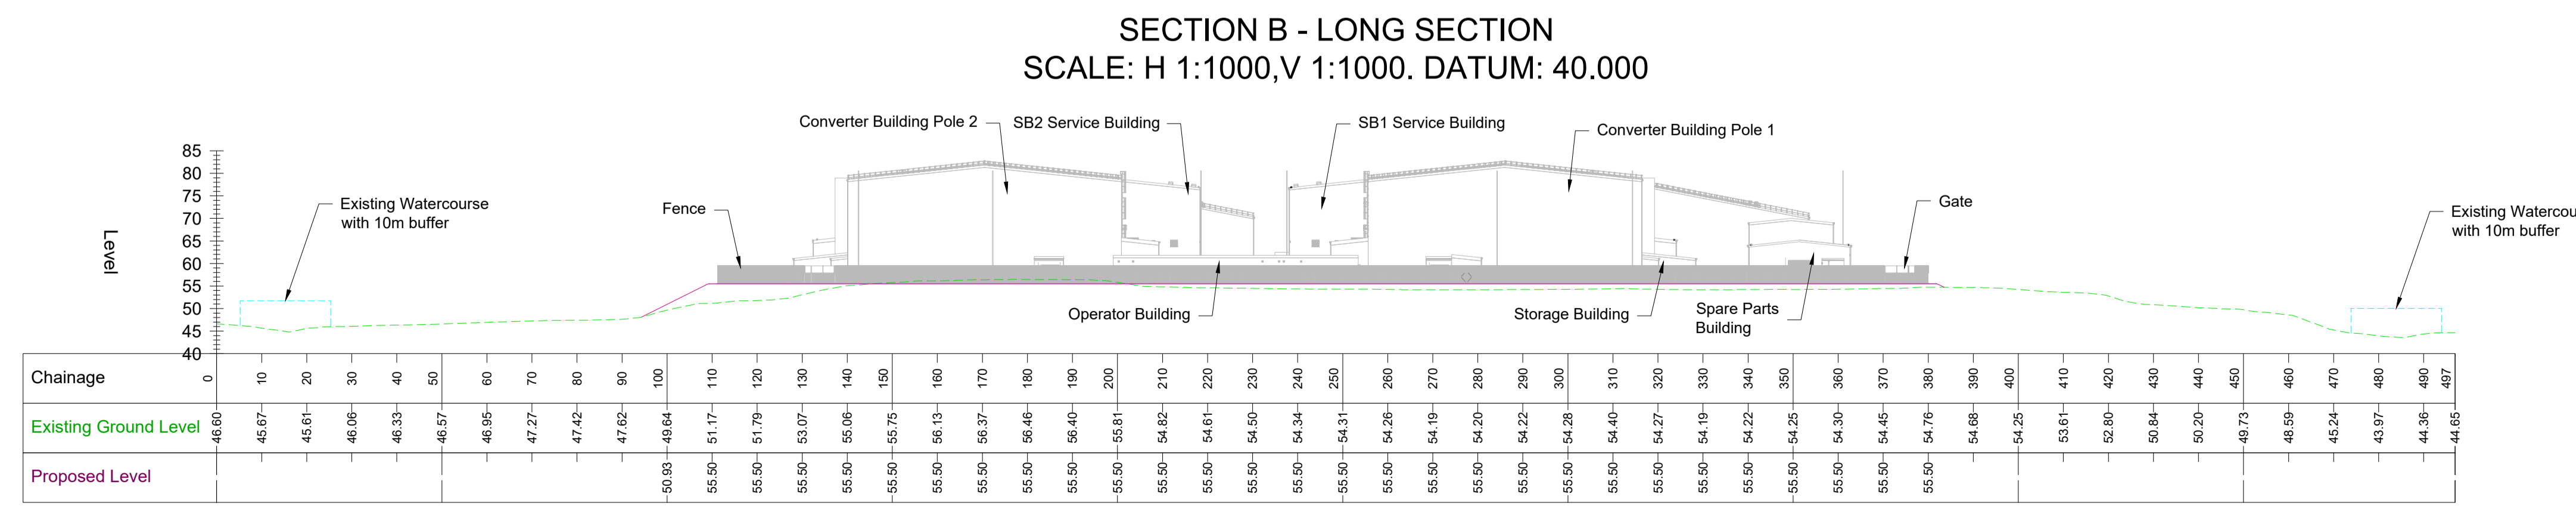 SECTION B - LONG SECTION
SCALE: H 1:1000,V 1:1000. DATUM: 40.000
Converter Building Pole 2
SB2 Service Building
SB1 Service Building
Converter Building Pole 1
Existing Watercourse
with 10m buffer
Fence
Gate
Existing Watercou
with 10m buffer
Operator Building
Storage Building
Spare Parts
Building
Level
85
80
75
70
65
60
55
50
45
40
Chainage 0 10 20 30 40 50 60 70 80 90 100 110 120 130 140 150 160 170 180 190 200 210 220 230 240 250 260 270 280 290 300 310 320 330 340 350 360 370 380 390 400 410 420 430 440 450 460 470 480 490 497
Existing Ground Level 46.60 45.67 45.61 46.06 46.33 46.57 46.95 47.27 47.42 47.62 49.64 51.17 51.79 53.07 55.06 55.75 56.13 56.37 56.46 56.40 55.81 54.82 54.61 54.50 54.34 54.31 54.26 54.19 54.20 54.22 54.28 54.40 54.27 54.19 54.22 54.25 54.30 54.45 54.76 54.68 54.25 53.61 52.80 50.84 50.20 49.73 48.59 45.24 43.97 44.36 44.65
Proposed Level 50.93 55.50 55.50 55.50 55.50 55.50 55.50 55.50 55.50 55.50 55.50 55.50 55.50 55.50 55.50 55.50 55.50 55.50 55.50 55.50 55.50 55.50 55.50 55.50 55.50 55.50 55.50 55.50 55.50